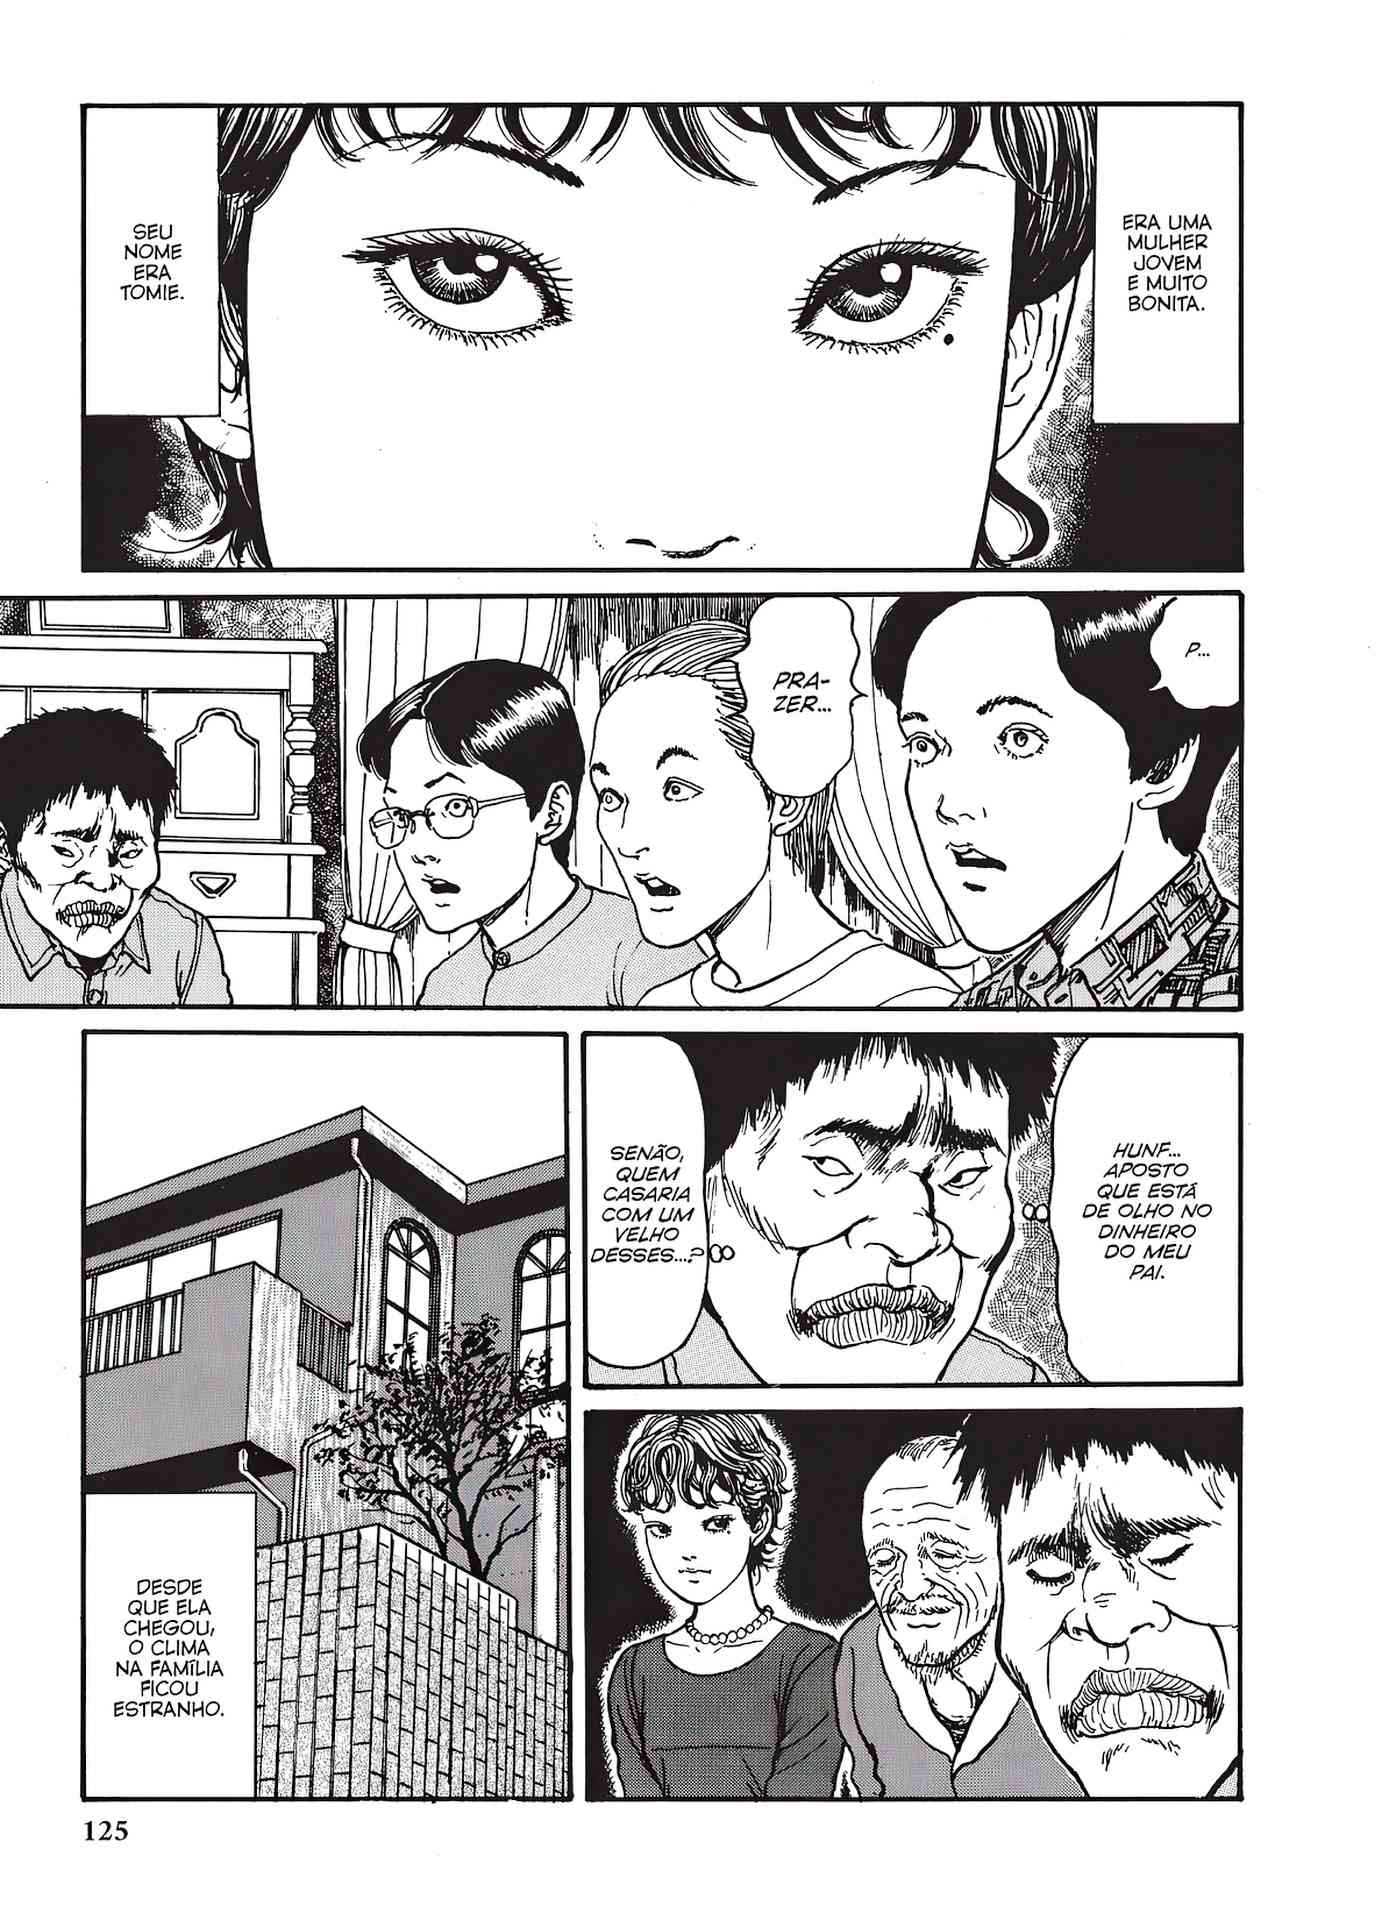 ERA UMA
MULHER
JOVEM
E MUITO
BONITA.
SEU
NOME
ERA
TOMIE.
P...
PRA-
ZER...
HUNF...
APOSTO
QUE ESTÁ
DE OLHO NO
DINHEIRO
DO MEU
PAI.
SENÃO,
QUEM
CASARIA
COM UM
VELHO
DESSES...?
DESDE
QUE ELA
CHEGOU,
O CLIMA
NA FAMÍLIA
FICOU
ESTRANHO.
125